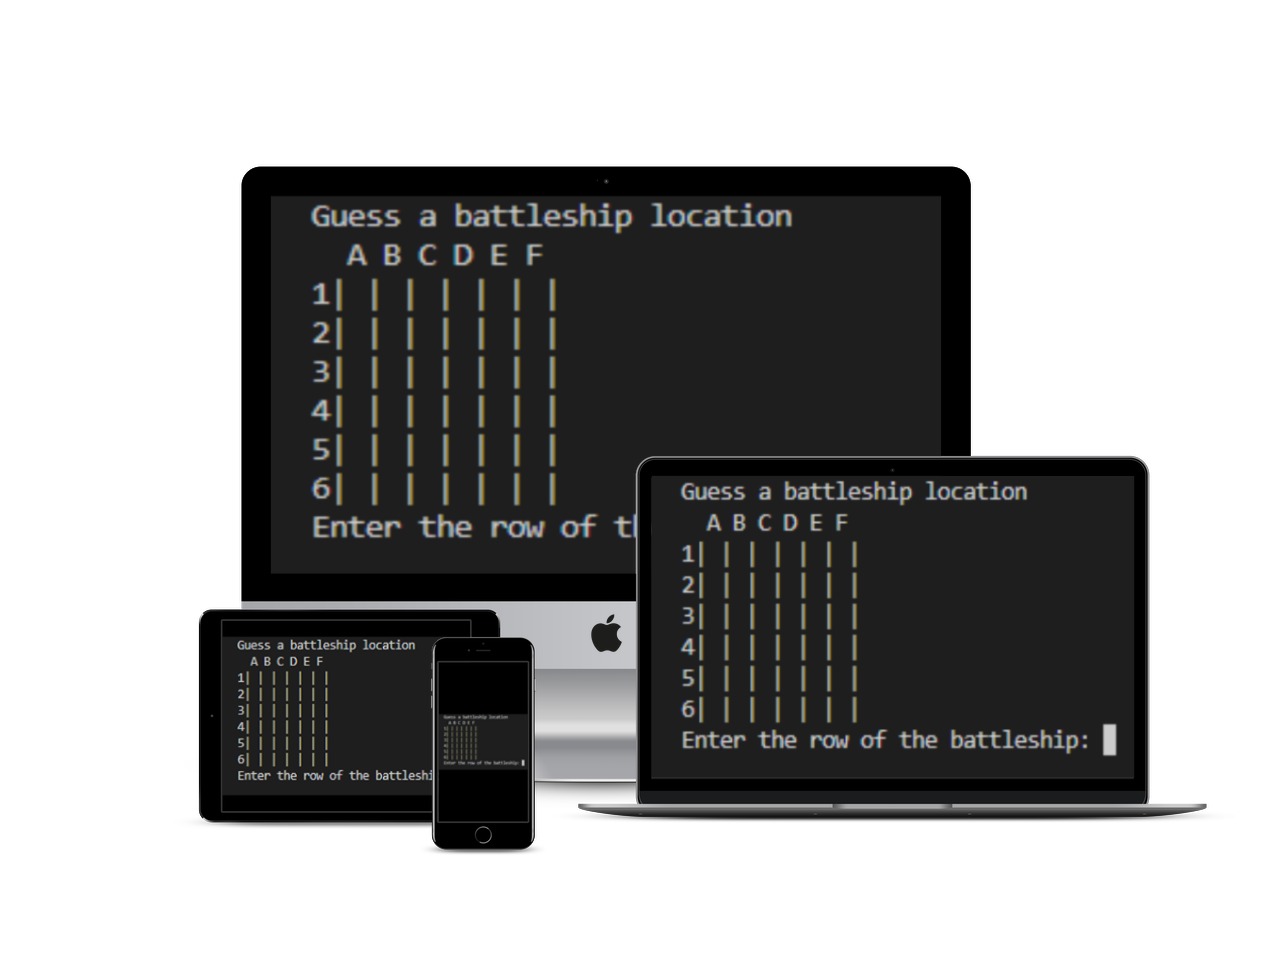 Guess a battleship location
A B C D E F
1| | | | | | |
2| | | | | | |
3| | | | | | |
4| | | | | | |
5| | | | | | |
6| | | | | | |
Enter the row of th
Guess a battleship location
A B C D E F
1| | | | | | |
2| | | | | | |
3| | | | | | |
4| | | | | | |
5| | | | | | |
6| | | | | | |
Enter the row of the battleship:
Guess a battleship location
A B C D E F
1| | | | | | |
2| | | | | | |
3| | | | | | |
4| | | | | | |
5| | | | | | |
6| | | | | | |
Enter the row of the battleshi
Guess a battleship location
A B C D E F
1| | | | | | |
2| | | | | | |
3| | | | | | |
4| | | | | | |
5| | | | | | |
6| | | | | | |
Enter the row of the battleship: